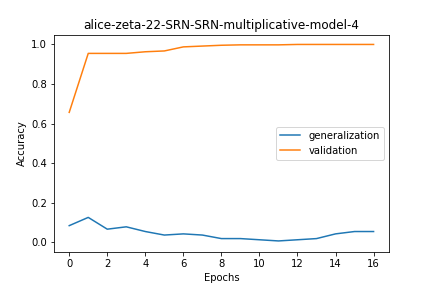 alice-zeta-22-SRN-SRN-multiplicative-model-4
1.0
0.8
0.6
0.4
0.2
0.0
Accuracy
generalization
validation
0 2 4 6 8 10 12 14 16
Epochs